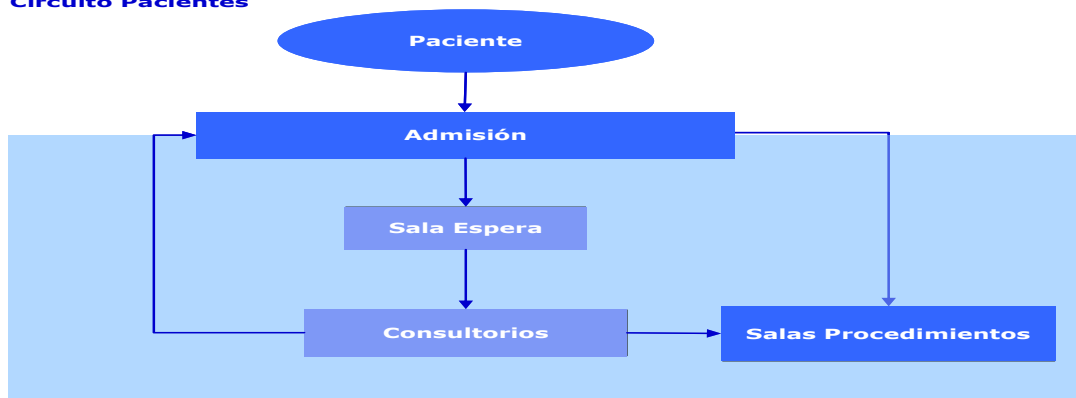 Circuito Pacientes
Paciente
Admisión
Sala Espera
Consultorios
Salas Procedimientos